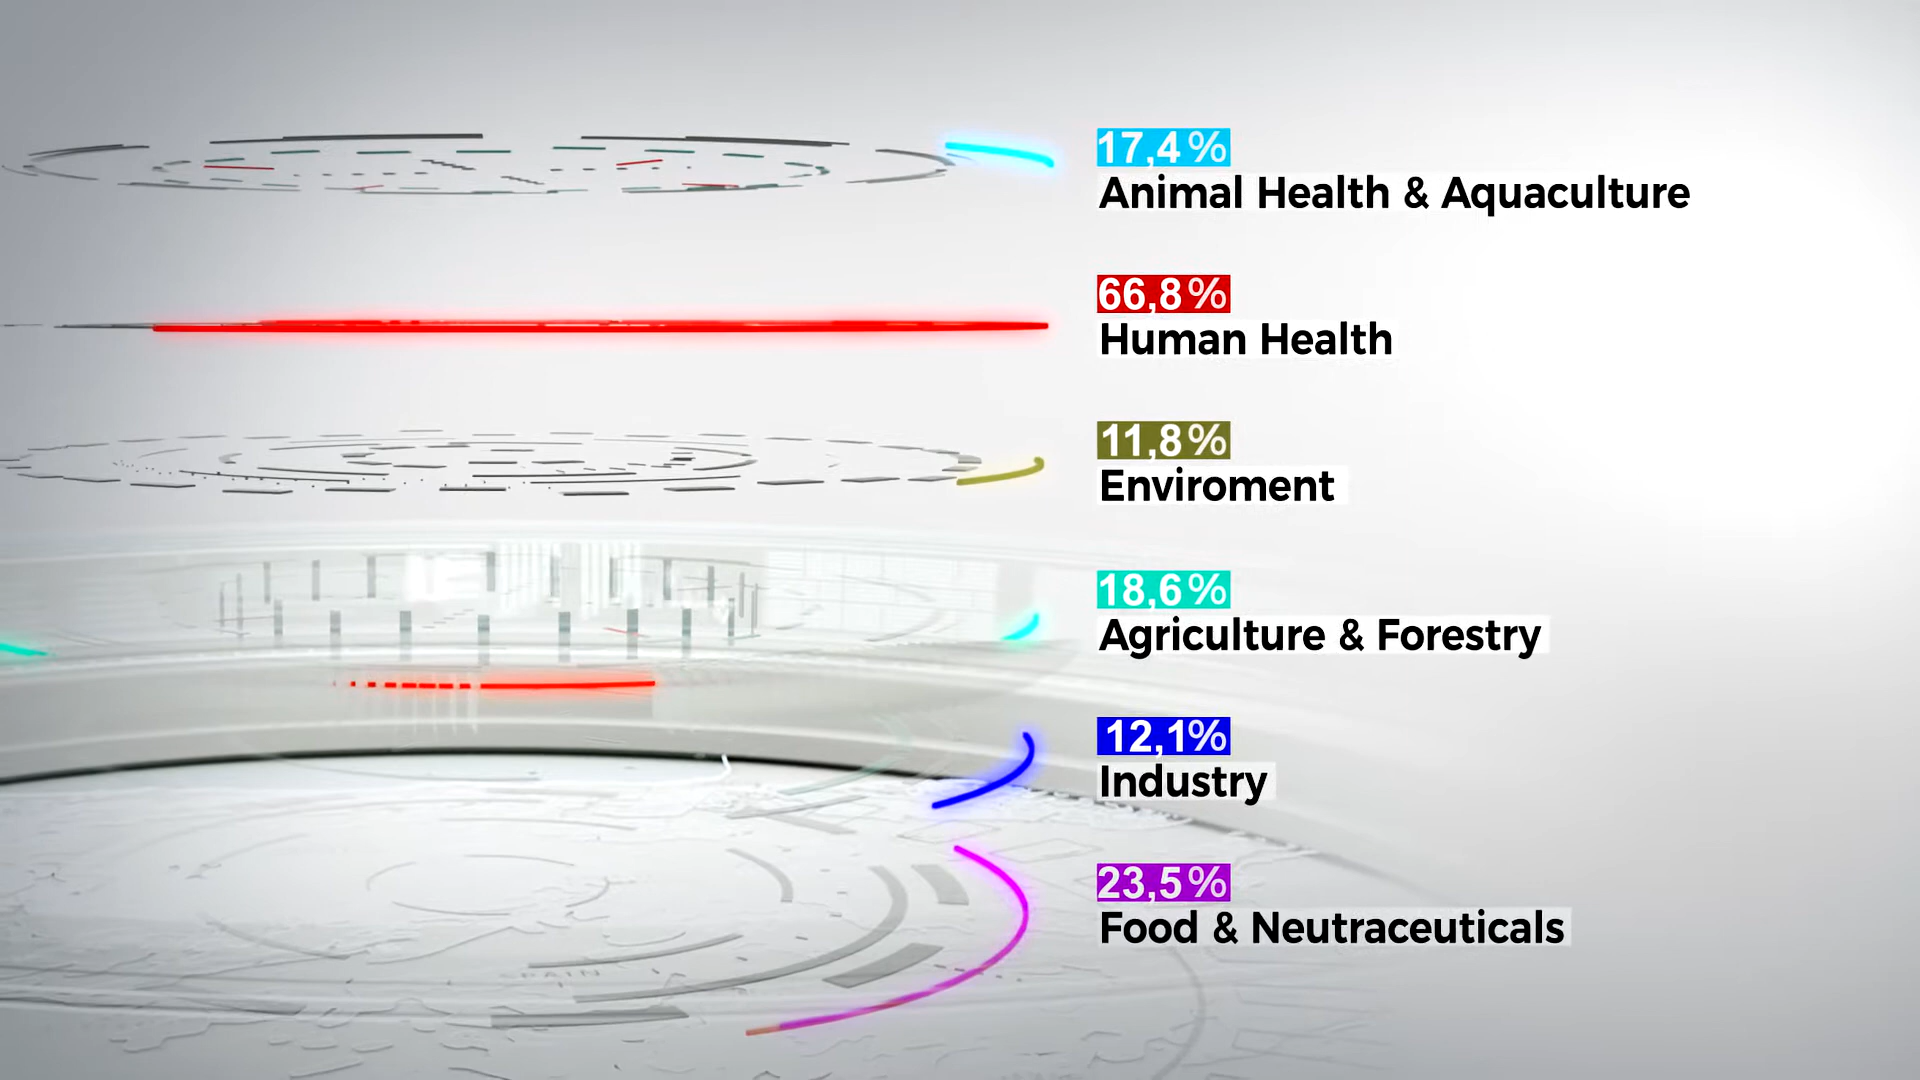 17,4%
Animal Health & Aquaculture
66,8%
Human Health
11,8%
Enviroment
18,6%
Agriculture & Forestry
12,1%
Industry
23,5%
Food & Neutraceuticals
SPAIN